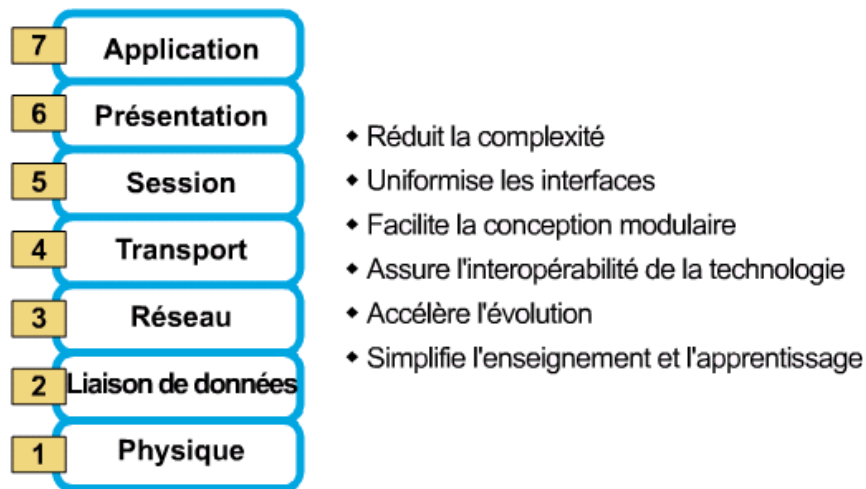 7 Application
6 Présentation
5 Session
4 Transport
3 Réseau
2 Liaison de données
1 Physique
Réduit la complexité
Uniformise les interfaces
Facilite la conception modulaire
Assure l'interopérabilité de la technologie
Accélère l'évolution
Simplifie l'enseignement et l'apprentissage